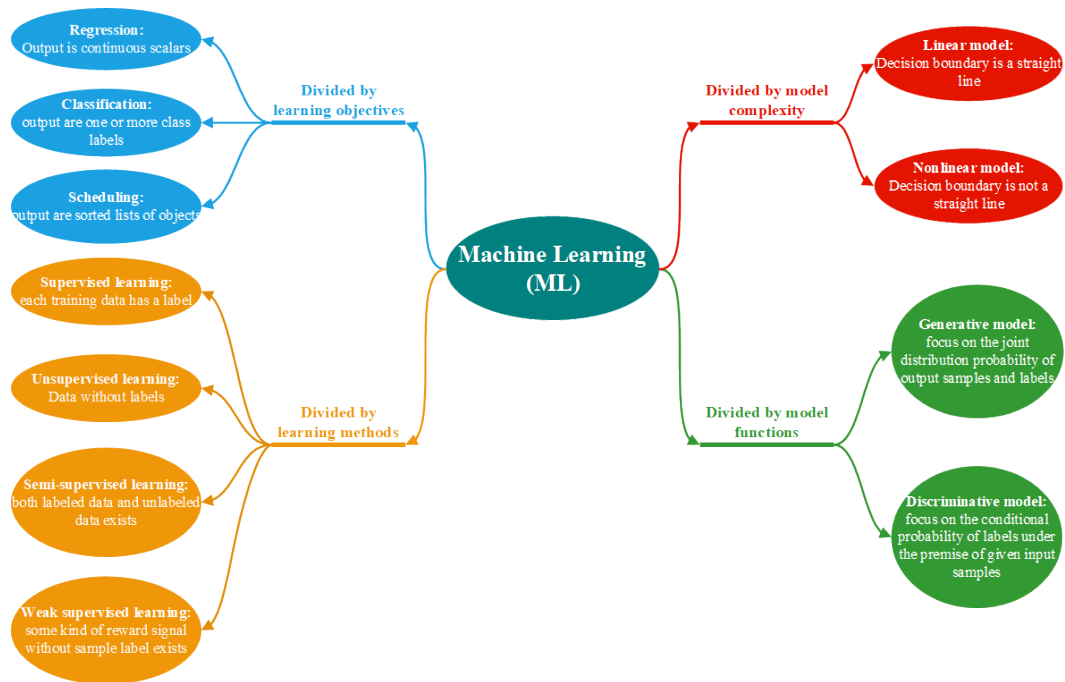 Machine Learning
(ML)
Divided by
learning objectives
Regression:
Output is continuous scalars
Classification:
output are one or more class
labels
Scheduling:
output are sorted lists of objects
Divided by
learning methods
Supervised learning:
each training data has a label
Unsupervised learning:
Data without labels
Semi-supervised learning:
both labeled data and unlabeled
data exists
Weak supervised learning:
some kind of reward signal
without sample label exists
Divided by model
complexity
Linear model:
Decision boundary is a straight
line
Nonlinear model:
Decision boundary is not a
straight line
Divided by model
functions
Generative model:
focus on the joint
distribution probability of
output samples and labels
Discriminative model:
focus on the conditional
probability of labels under
the premise of given input
samples